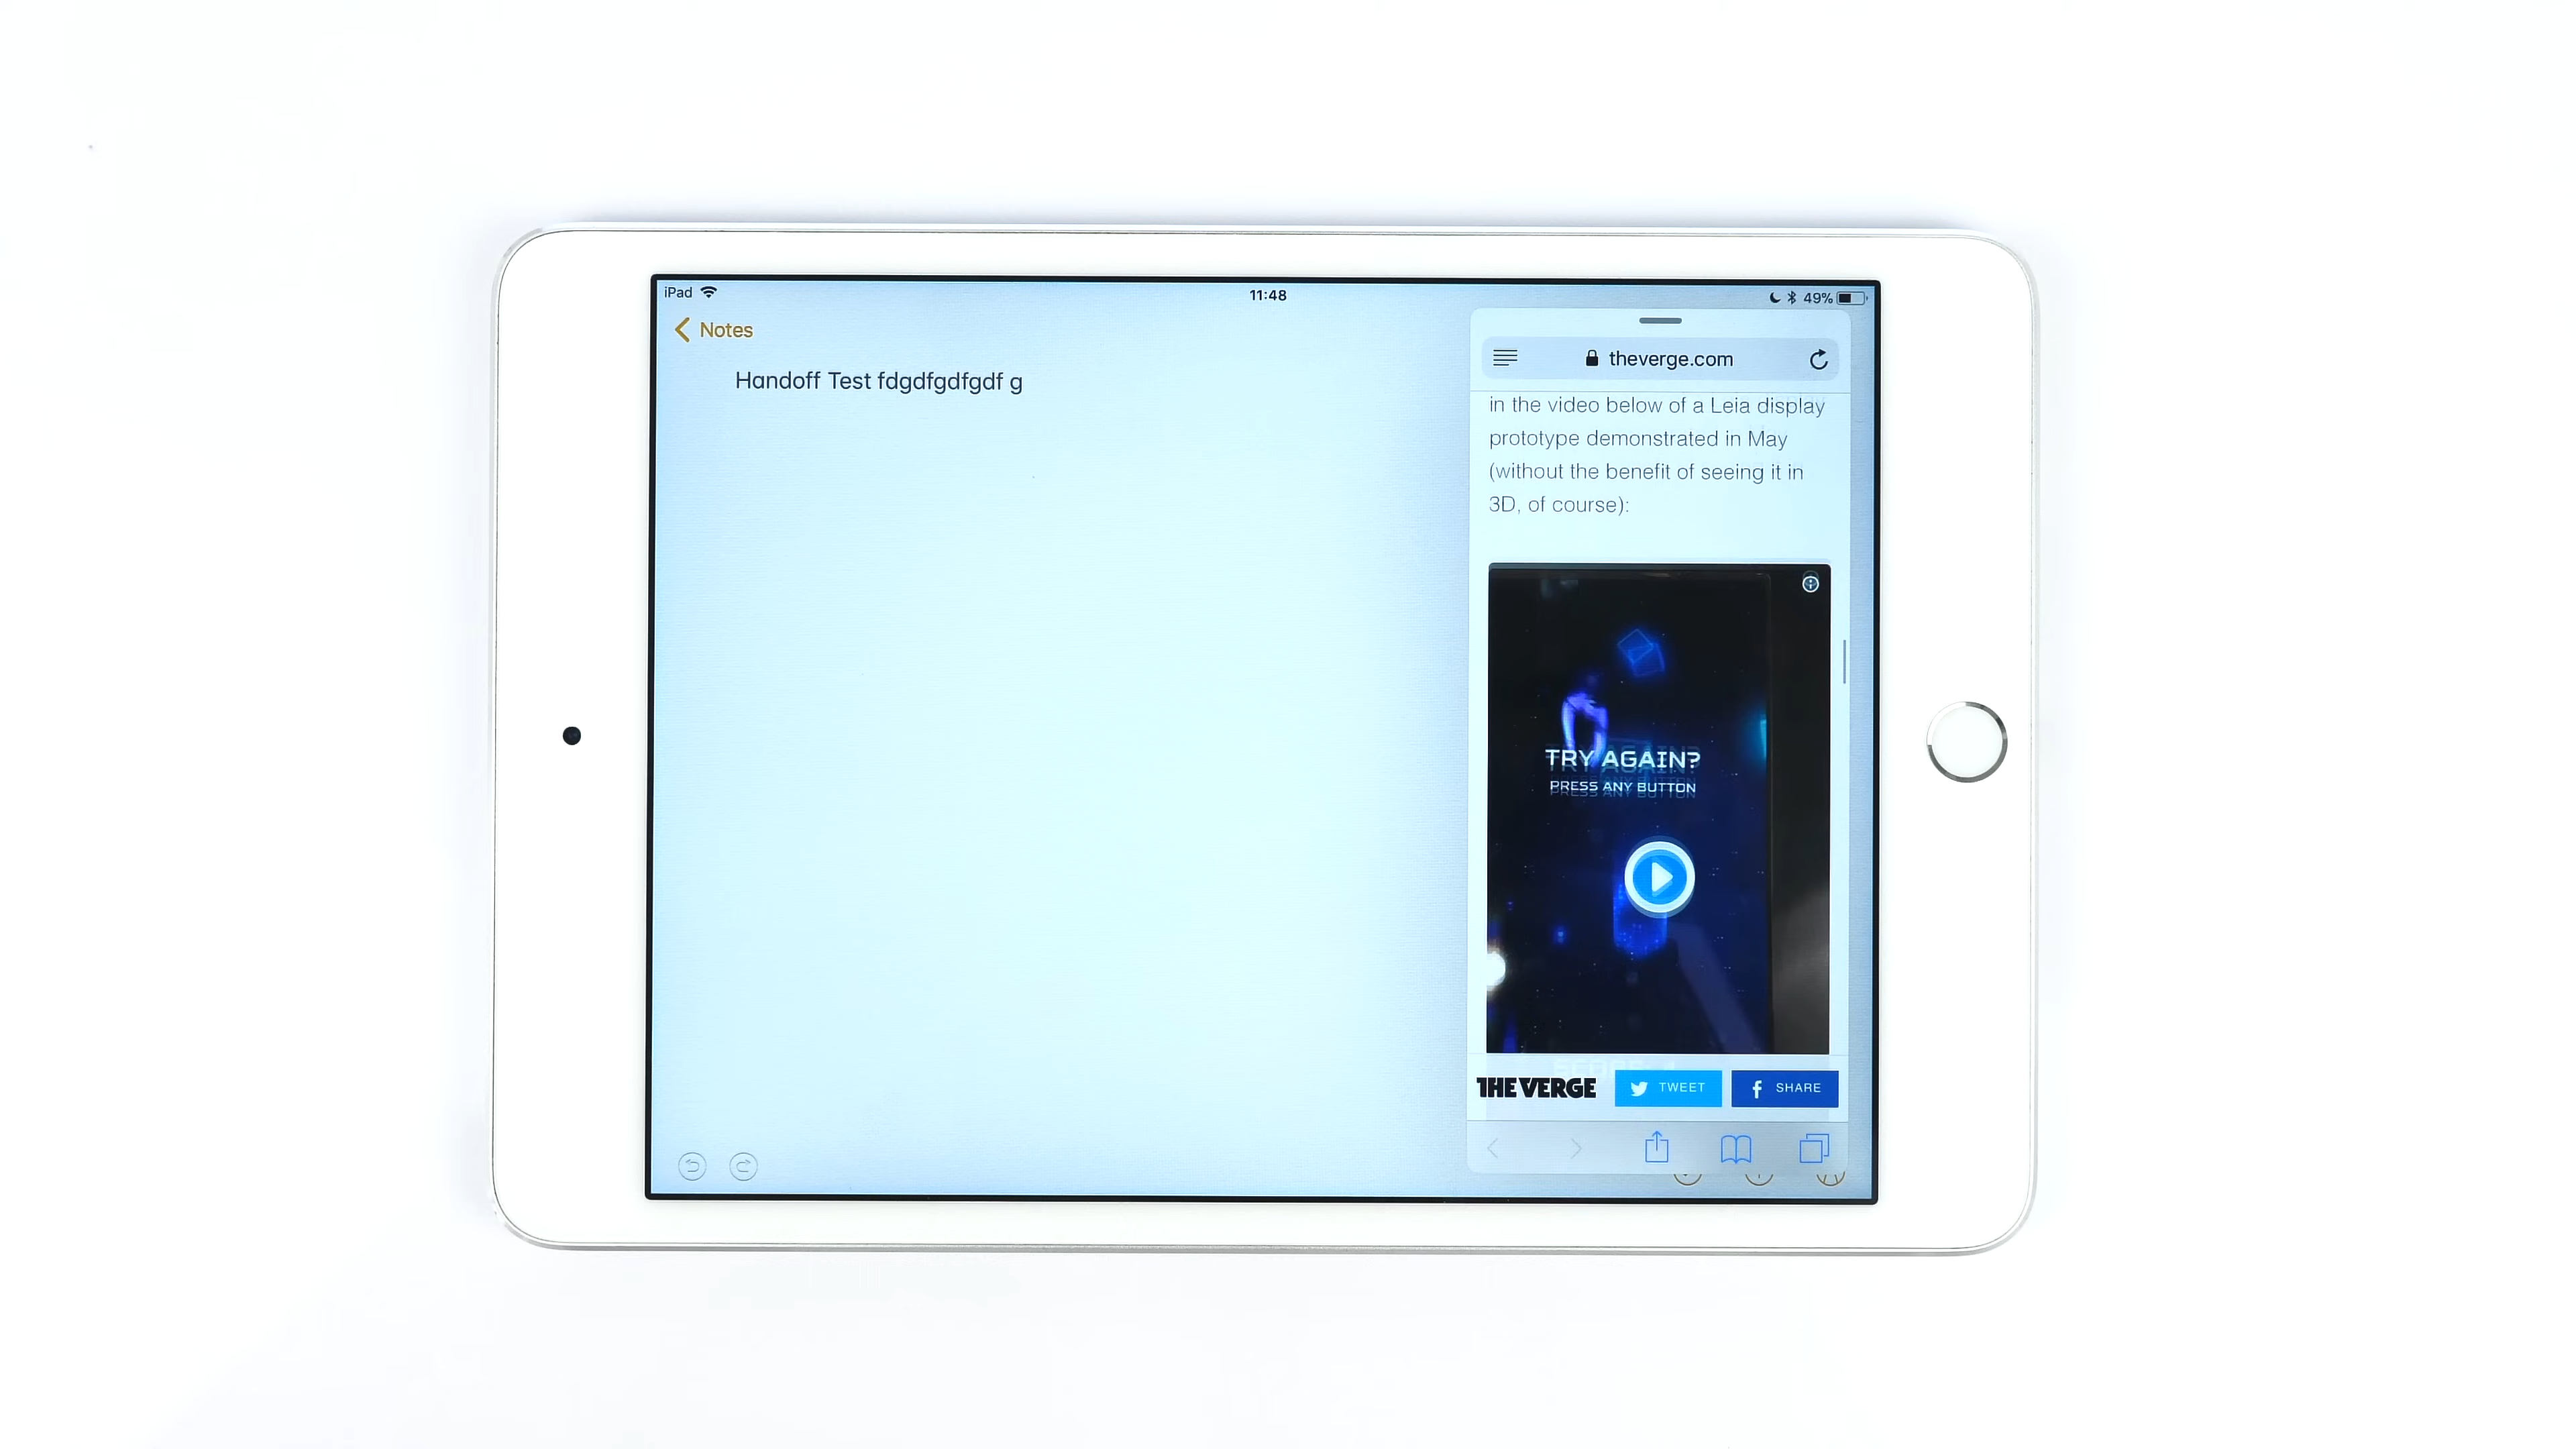 iPad
11:48
49%
Notes
Handoff Test fdgdfgdfgdf g
theverge.com
in the video below of a Leia display
prototype demonstrated in May
(without the benefit of seeing it in
3D, of course):
TRY AGAIN?
PRESS ANY BUTTON
THE VERGE
TWEET
SHARE